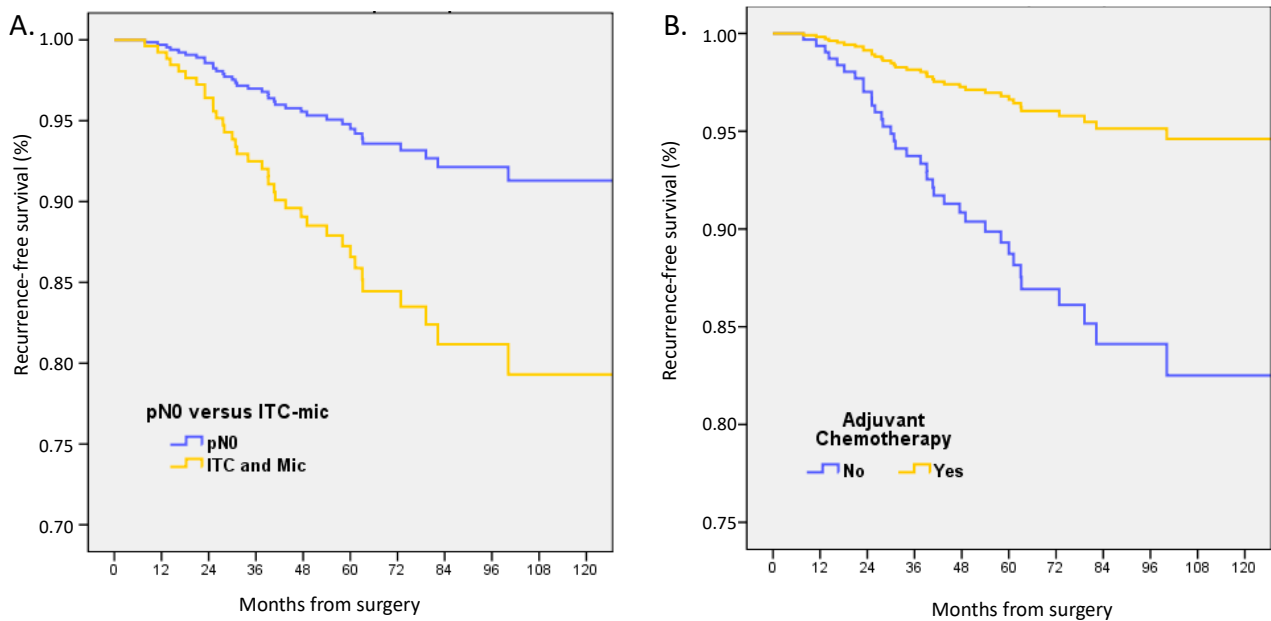 A.
1.00
0.95
0.90
0.85
0.80
0.75
0.70
Recurrence-free survival (%)
pN0 versus ITC-mic
pN0
ITC and Mic
0 12 24 36 48 60 72 84 96 108 120
Months from surgery
B.
1.00
0.95
0.90
0.85
0.80
0.75
Recurrence-free survival (%)
Adjuvant
Chemotherapy
No Yes
0 12 24 36 48 60 72 84 96 108 120
Months from surgery